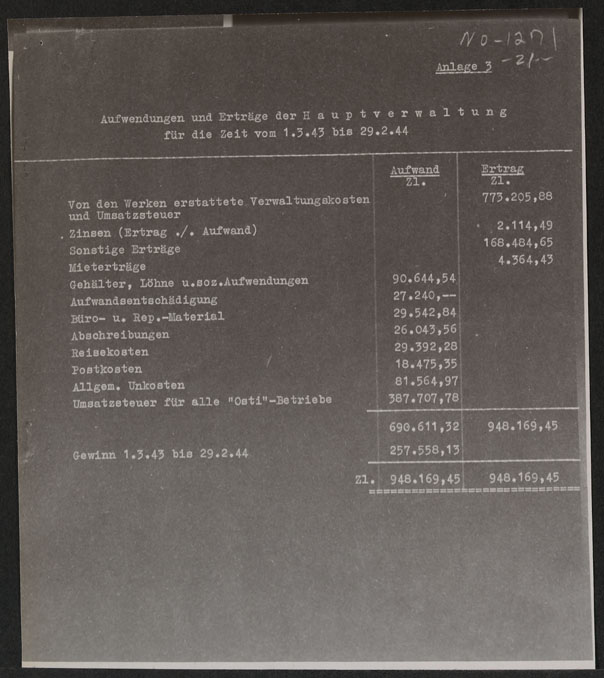 NO-1271
-2/--
Anlage 3
Aufwendungen und Erträge der H a u p t v e r w a l t u n g
für die Zeit vom 1.3.43 bis 29.2.44
Aufwand Ertrag
Zl. Zl.
Von den Werken erstattete Verwaltungskosten 773.205,88
und Umsatzsteuer
Zinsen (Ertrag ./. Aufwand) 2.114,49
Sonstige Erträge 168.484,65
Mieterträge 4.364,43
Gehälter, Löhne u.soz.Aufwendungen 90.644,54
Aufwandsentschädigung 27.240,--
Büro- u. Rep.-Material 29.542,84
Abschreibungen 26.043,56
Reisekosten 29.392,28
Postkosten 18.475,35
Allgem. Unkosten 81.564,97
Umsatzsteuer für alle "Osti"-Betriebe 387.707,78
690.611,32 948.169,45
Gewinn 1.3.43 bis 29.2.44 257.558,13
Zl. 948.169,45 948.169,45